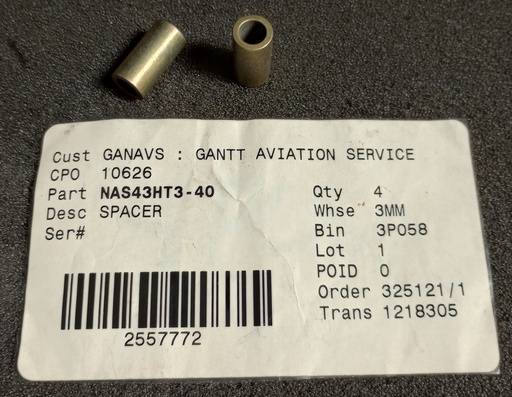 Cust GANAVS : GANTT AVIATION SERVICE
CPO 10626
Part NAS43HT3-40
Desc SPACER
Ser#
Qty 4
Whse 3MM
Bin 3P058
Lot 1
POID 0
Order 325121/1
Trans 1218305
2557772